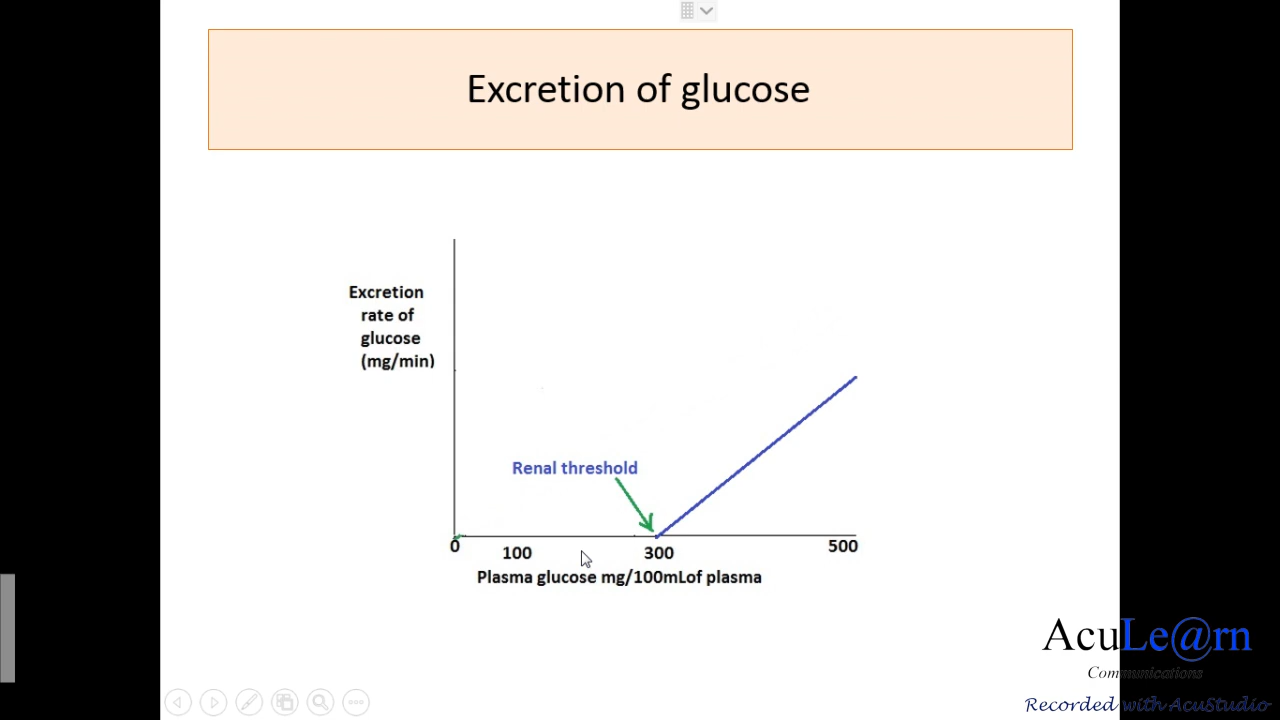 Excretion of glucose
Excretion
rate of
glucose
(mg/min)
Renal threshold
0 100 300 500
Plasma glucose mg/100mLof plasma
AcuLe@rn
Communications
Recorded with AcuStudio